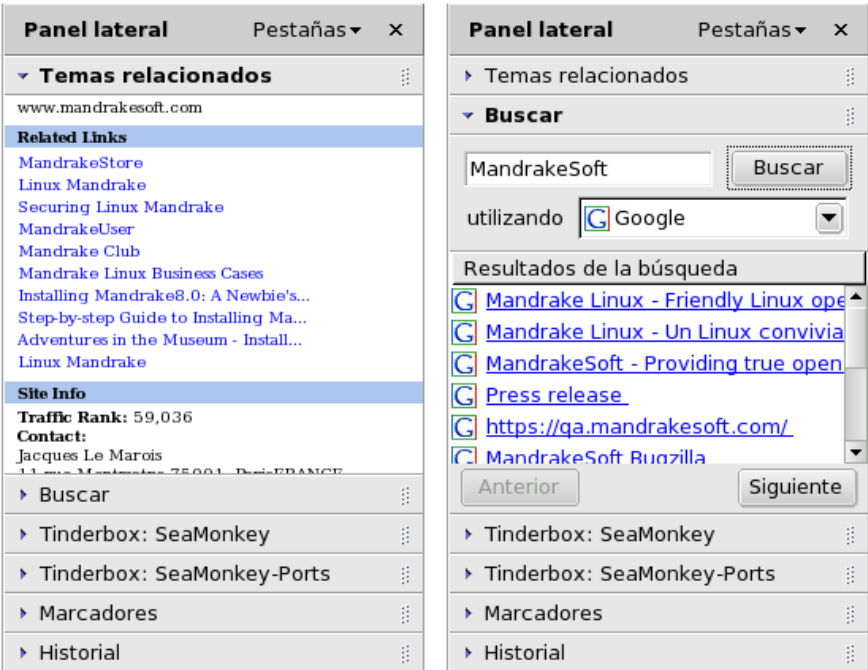 Panel lateral Pestañas
Temas relacionados
www.mandrakesoft.com
Related Links
MandrakeStore
Linux Mandrake
Securing Linux Mandrake
MandrakeUser
Mandrake Club
Mandrake Linux Business Cases
Installing Mandrake8.0: A Newbie's...
Step-by-step Guide to Installing Ma...
Adventures in the Museum - Install...
Linux Mandrake
Site Info
Traffic Rank: 59,036
Contact:
Jacques Le Marois
11 rue Montmatre 75001, ParisFRANCE
Buscar
Tinderbox: SeaMonkey
Tinderbox: SeaMonkey-Ports
Marcadores
Historial
Panel lateral Pestañas
Temas relacionados
Buscar
MandrakeSoft Buscar
utilizando G Google
Resultados de la búsqueda
G Mandrake Linux - Friendly Linux ope
G Mandrake Linux - Un Linux convivia
G MandrakeSoft - Providing true open
G Press release
G https://qa.mandrakesoft.com/
G MandrakeSoft Bugzilla
Anterior Siguiente
Tinderbox: SeaMonkey
Tinderbox: SeaMonkey-Ports
Marcadores
Historial